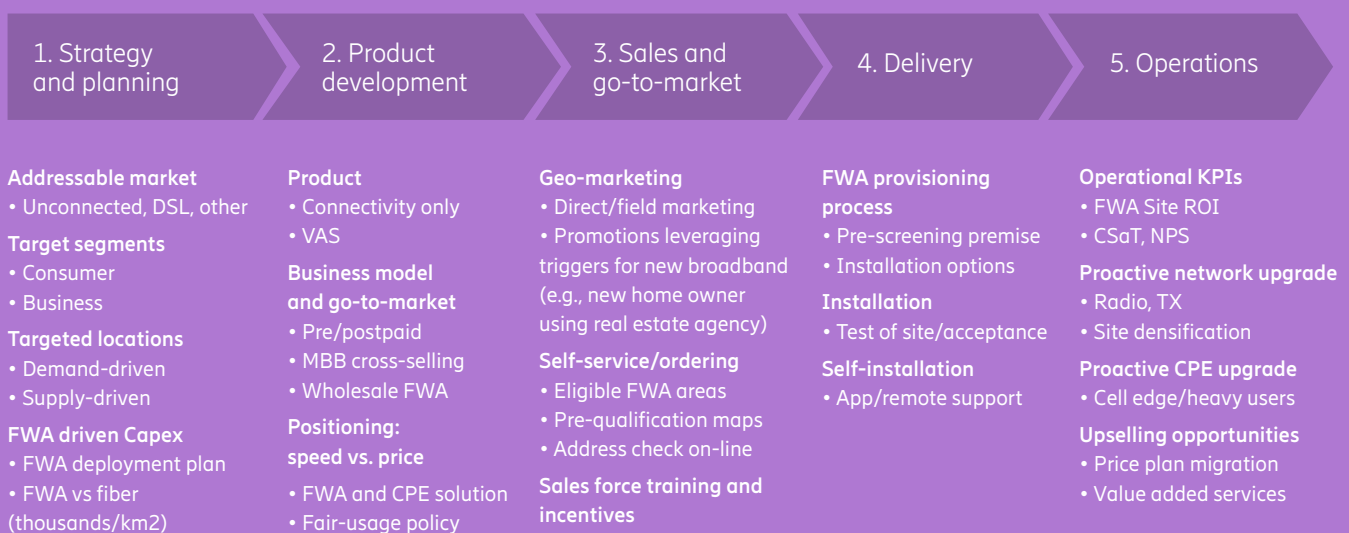 1. Strategy
and planning
2. Product
development
3. Sales and
go-to-market
4. Delivery
5. Operations
Addressable market
• Unconnected, DSL, other
Target segments
• Consumer
• Business
Targeted locations
• Demand-driven
• Supply-driven
FWA driven Capex
• FWA deployment plan
• FWA vs fiber
(thousands/km2)
Product
• Connectivity only
• VAS
Business model
and go-to-market
• Pre/postpaid
• MBB cross-selling
• Wholesale FWA
Positioning:
speed vs. price
• FWA and CPE solution
• Fair-usage policy
Geo-marketing
• Direct/field marketing
• Promotions leveraging
triggers for new broadband
(e.g., new home owner
using real estate agency)
Self-service/ordering
• Eligible FWA areas
• Pre-qualification maps
• Address check on-line
Sales force training and
incentives
FWA provisioning
process
• Pre-screening premise
• Installation options
Installation
• Test of site/acceptance
Self-installation
• App/remote support
Operational KPIs
• FWA Site ROI
• CSaT, NPS
Proactive network upgrade
• Radio, TX
• Site densification
Proactive CPE upgrade
• Cell edge/heavy users
Upselling opportunities
• Price plan migration
• Value added services